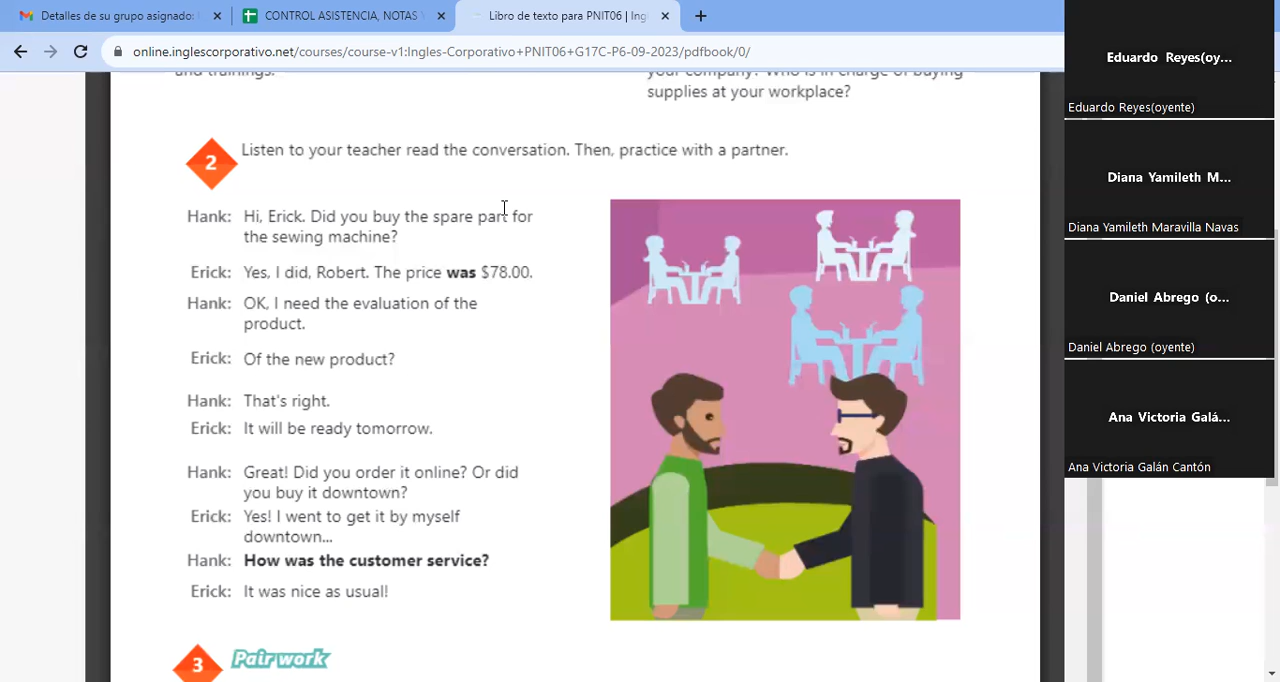 Detalles de su grupo asignado:
CONTROL ASISTENCIA, NOTAS
Libro de texto para PNIT06 | Ing
online.inglescorporativo.net/courses/course-v1:Ingles-Corporativo+PNIT06+G17C-P6-09-2023/pdfbook/0/
and trainings.
your company? Who is in charge of buying
supplies at your workplace?
2
Listen to your teacher read the conversation. Then, practice with a partner.
Hank: Hi, Erick. Did you buy the spare part for
the sewing machine?
Erick: Yes, I did, Robert. The price was $78.00.
Hank: OK, I need the evaluation of the
product.
Erick: Of the new product?
Hank: That's right.
Erick: It will be ready tomorrow.
Hank: Great! Did you order it online? Or did
you buy it downtown?
Erick: Yes! I went to get it by myself
downtown...
Hank: How was the customer service?
Erick: It was nice as usual!
3
Pair work
Eduardo Reyes(oy...
Eduardo Reyes(oyente)
Diana Yamileth M...
Diana Yamileth Maravilla Navas
Daniel Abrego (o...
Daniel Abrego (oyente)
Ana Victoria Galá...
Ana Victoria Galán Cantón